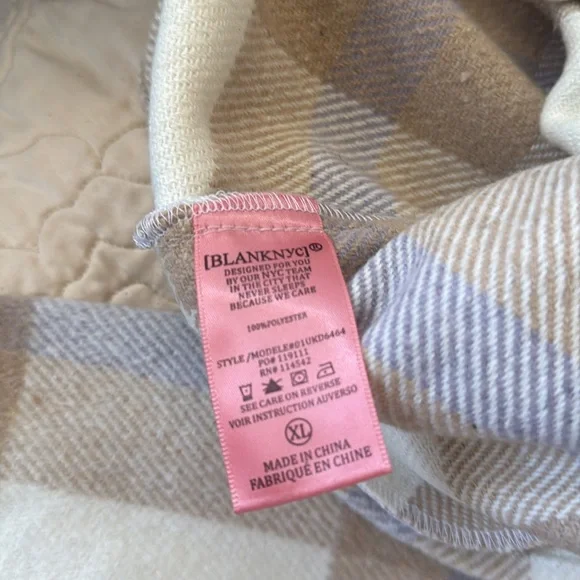 [BLANKNYC]®
DESIGNED FOR YOU
BY OUR NYC TEAM
IN THE CITY THAT
NEVER SLEEPS
BECAUSE WE CARE
100%POLYESTER
STYLE/MODELE#01UKD6464
PO# 119111
RN# 114542
SEE CARE ON REVERSE
VOIR INSTRUCTION AUVERSO
XL
MADE IN CHINA
FABRIQUÉ EN CHINE